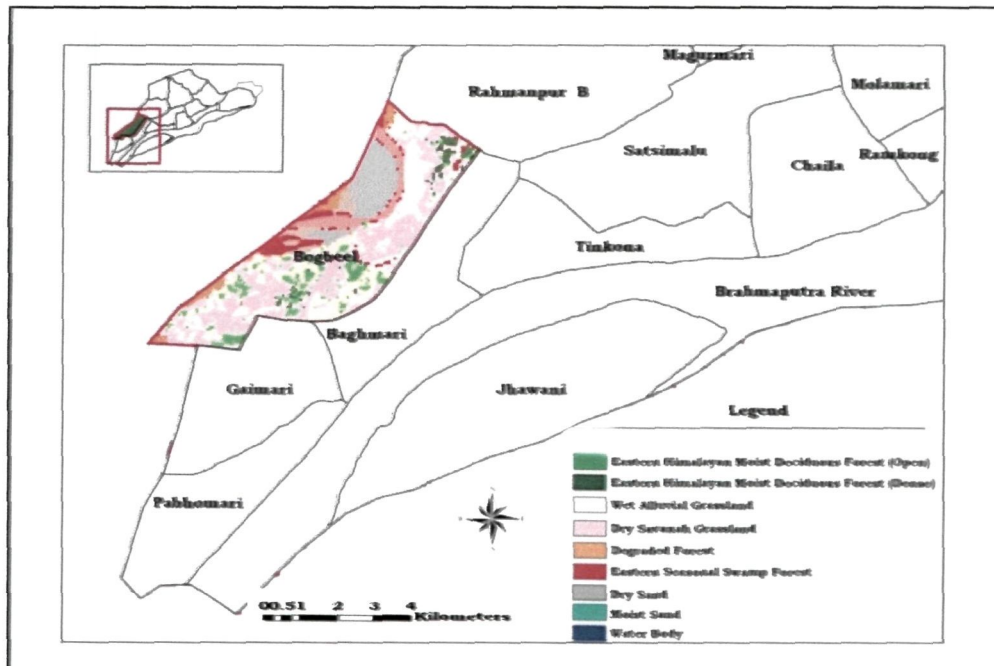 Magurmari
Rahmanpur B
Molamari
Satsimalu
Chaila
Ramkong
Tinkona
Bogbeel
Brahmaputra River
Baghmari
Gaimari
Jhawani
Legend
Eastern Himalayan Moist Deciduous Forest (Open)
Eastern Himalayan Moist Deciduous Forest (Dense)
Wet Alluvial Grassland
Pabhomari
Dry Savanah Grassland
Degraded Forest
Eastern Seasonal Swamp Forest
Dry Sand
00.51 2 3 4
Kilometers
Moist Sand
Water Body